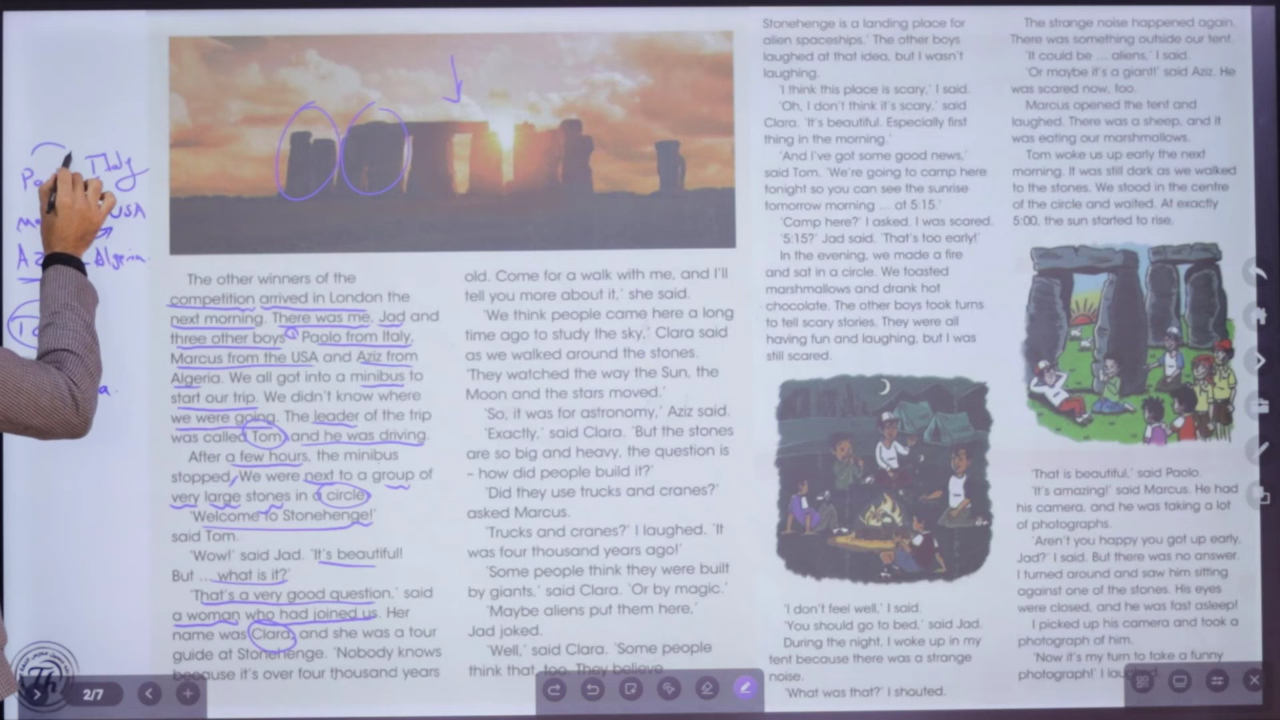 Italy
USA
Algeria
The other winners of the
competition arrived in London the
next morning. There was me, Jad and
three other boys Paolo from Italy,
Marcus from the USA and Aziz from
Algeria. We all got into a minibus to
start our trip. We didn't know where
we were going. The leader of the trip
was called Tom and he was driving.
After a few hours, the minibus
stopped. We were next to a group of
very large stones in a circle.
'Welcome to Stonehenge!'
said Tom.
'Wow!' said Jad. 'It's beautiful!
But ... what is it?'
'That's a very good question,' said
a woman who had joined us. Her
name was Clara, and she was a tour
guide at Stonehenge. 'Nobody knows
because it's over four thousand years
old. Come for a walk with me, and I'll
tell you more about it,' she said.
'We think people came here a long
time ago to study the sky,' Clara said
as we walked around the stones.
'They watched the way the Sun, the
Moon and the stars moved.'
'So, it was for astronomy,' Aziz said.
'Exactly,' said Clara. 'But the stones
are so big and heavy, the question is
– how did people build it?'
'Did they use trucks and cranes?'
asked Marcus.
'Trucks and cranes?' I laughed. 'It
was four thousand years ago!'
'Some people think they were built
by giants,' said Clara. 'Or by magic.'
'Maybe aliens put them here,'
Jad joked.
'Well,' said Clara. 'Some people
think that, too. They believe
Stonehenge is a landing place for
alien spaceships.' The other boys
laughed at that idea, but I wasn't
laughing.
'I think this place is scary,' I said.
'Oh, I don't think it's scary,' said
Clara. 'It's beautiful. Especially first
thing in the morning.'
'And I've got some good news,'
said Tom. 'We're going to camp here
tonight so you can see the sunrise
tomorrow morning ... at 5:15.'
'Camp here?' I asked. I was scared.
'5:15?' Jad said. 'That's too early!'
In the evening, we made a fire
and sat in a circle. We toasted
marshmallows and drank hot
chocolate. The other boys took turns
to tell scary stories. They were all
having fun and laughing, but I was
still scared.
'I don't feel well,' I said.
'You should go to bed,' said Jad.
During the night, I woke up in my
tent because there was a strange
noise.
'What was that?' I shouted.
The strange noise happened again.
There was something outside our tent.
'It could be ... aliens,' I said.
'Or maybe it's a giant!' said Aziz. He
was scared now, too.
Marcus opened the tent and
laughed. There was a sheep, and it
was eating our marshmallows.
Tom woke us up early the next
morning. It was still dark as we walked
to the stones. We stood in the centre
of the circle and waited. At exactly
5:00, the sun started to rise.
'That is beautiful,' said Paolo.
'It's amazing!' said Marcus. He had
his camera, and he was taking a lot
of photographs.
'Aren't you happy you got up early,
Jad?' I said. But there was no answer.
I turned around and saw him sitting
against one of the stones. His eyes
were closed, and he was fast asleep!
I picked up his camera and took a
photograph of him.
'Now it's my turn to take a funny
photograph!' I
2/7